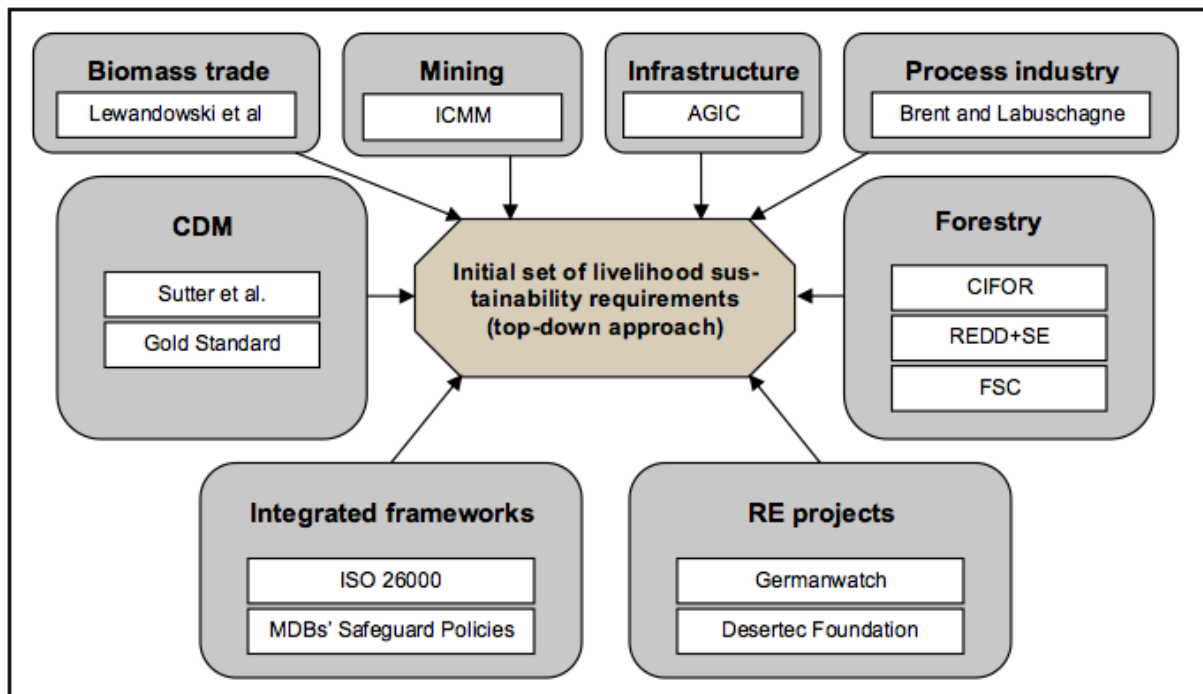 Biomass trade
Lewandowski et al
Mining
ICMM
Infrastructure
AGIC
Process industry
Brent and Labuschagne
CDM
Sutter et al.
Gold Standard
Initial set of livelihood sus-
tainability requirements
(top-down approach)
Forestry
CIFOR
REDD+SE
FSC
Integrated frameworks
ISO 26000
MDBs' Safeguard Policies
RE projects
Germanwatch
Desertec Foundation